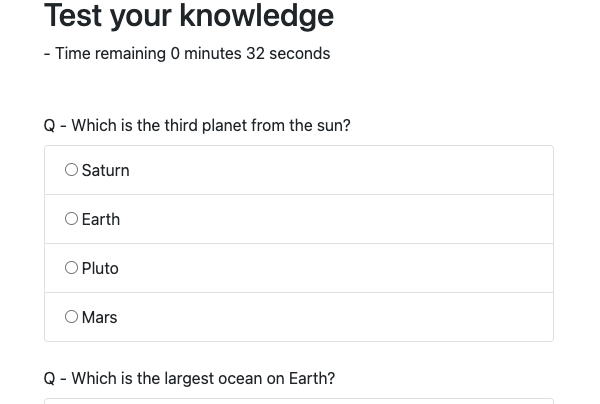 Test your knowledge
- Time remaining 0 minutes 32 seconds
Q - Which is the third planet from the sun?
Saturn
Earth
Pluto
Mars
Q - Which is the largest ocean on Earth?